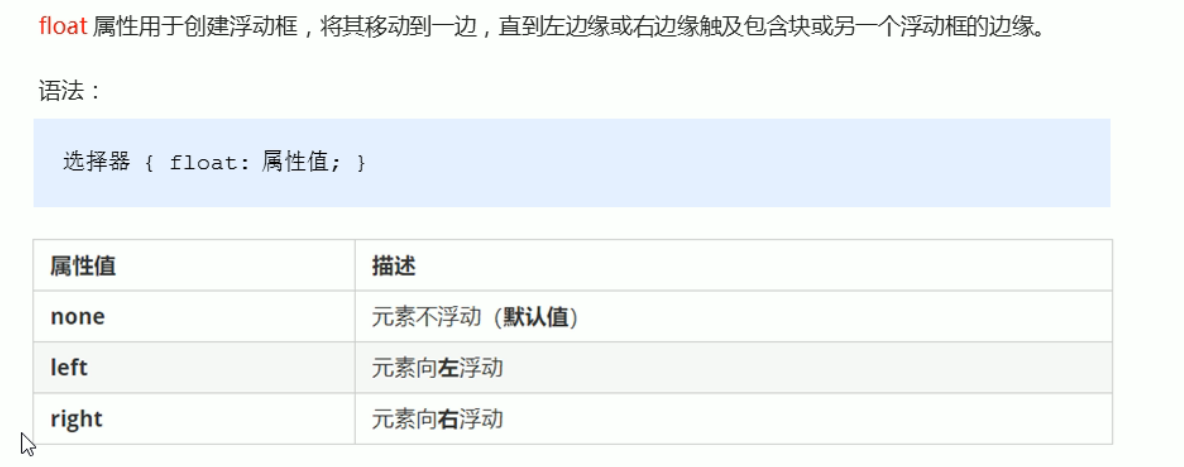 float 属性用于创建浮动框，将其移动到一边，直到左边缘或右边缘触及包含块或另一个浮动框的边缘。
语法：
选择器 { float: 属性值; }
属性值 描述
none 元素不浮动（默认值）
left 元素向左浮动
right 元素向右浮动